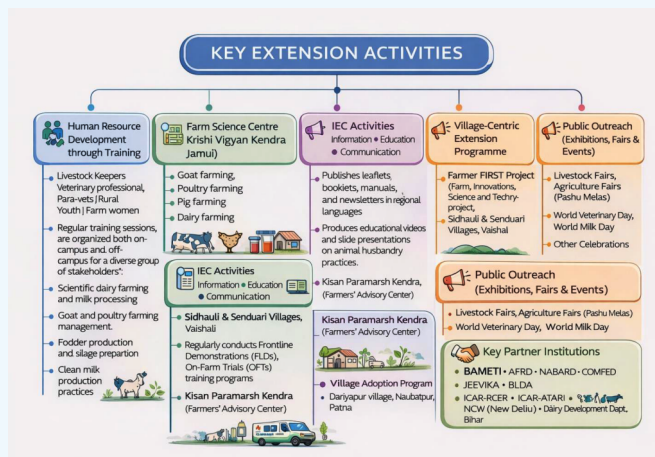 KEY EXTENSION ACTIVITIES
Human Resource
Development
through Training
Livestock Keepers
Veterinary professional,
Para-vets | Rural
Youth | Farm women
Regular training sessions,
are organized both on-
campus and. off-
campus for a diverse group
of stakeholders":
Scientific dairy farming
and milk processing
Goat and poultry farming
management.
Fodder production
and silage prepartion
Clean milk
production
practices
Farm Science Centre
Krishi Vigyan Kendra
Jamui)
Goat farming,
Poultry farming
Pig farming
Dairy farming
IEC Activities
Information • Education
• Communication
Sidhauli & Senduari Villages,
Vaishali
Regularly conducts Frontline
Demonstrations (FLDs),
On-Farm Trials (OFTs)
training programs
Kisan Paramarsh Kendra
(Farmers' Advisory Center)
IEC Activities
Information • Education
• Communication
Publishes leaflets,
bookiets, manuals,
and newsletters in regional
languages
Produces educational videos
and slide presentations
on animal husbandry
practices.
Kisan Paramarsh Kendra,
(Farmers' Advisory Center)
Kisan Paramarsh Kendra
(Farmers' Advisory Center)
Village Adoption Program
Dariyapur village, Naubatpur,
Patna
Village-Centric
Extension
Programme
Farmer FIRST Project
(Farm, Innovations,
Science and Techry-
project,
Sidhauli & Senduari
Villages, Vaishal
Public Outreach
(Exhibitions, Fairs &
Events)
Livestock Fairs,
Agriculture Fairs
(Pashu Melas)
World Veterinary Day,
World Milk Day
Other Celebrations
Public Outreach
(Exhibitions, Fairs & Events)
Livestock Fairs, Agriculture Fairs (Pashu Melas)
World Veterinary Day, World Milk Day
Key Partner Institutions
BAMETI • AFRD • NABARD • COMFED
JEEVIKA • BLDA
ICAR-RCER • ICAR-ATARI •
NCW (New Deliu) • Dairy Development Dapt.,
Bihar